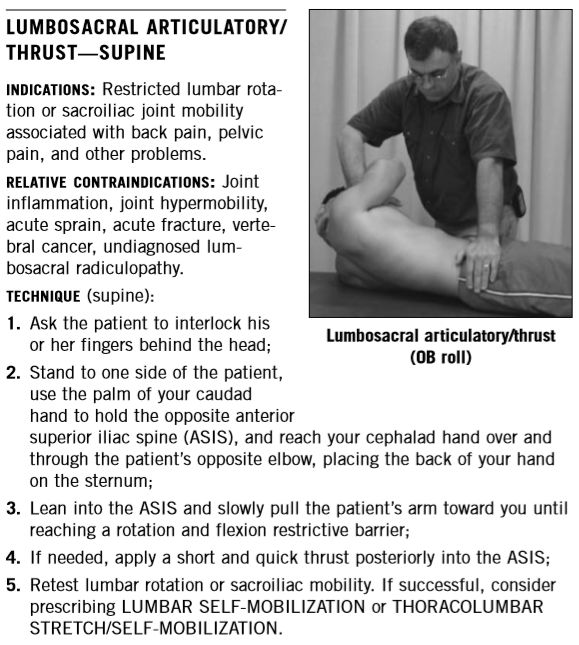 LUMBOSACRAL ARTICULATORY/
THRUST—SUPINE
INDICATIONS: Restricted lumbar rota-
tion or sacroiliac joint mobility
associated with back pain, pelvic
pain, and other problems.
RELATIVE CONTRAINDICATIONS: Joint
inflammation, joint hypermobility,
acute sprain, acute fracture, verte-
bral cancer, undiagnosed lum-
bosacral radiculopathy.
TECHNIQUE (supine):
1. Ask the patient to interlock his
or her fingers behind the head;
2. Stand to one side of the patient,
use the palm of your caudad
hand to hold the opposite anterior
superior iliac spine (ASIS), and reach your cephalad hand over and
through the patient's opposite elbow, placing the back of your hand
on the sternum;
3. Lean into the ASIS and slowly pull the patient's arm toward you until
reaching a rotation and flexion restrictive barrier;
4. If needed, apply a short and quick thrust posteriorly into the ASIS;
5. Retest lumbar rotation or sacroiliac mobility. If successful, consider
prescribing LUMBAR SELF-MOBILIZATION or THORACOLUMBAR
STRETCH/SELF-MOBILIZATION.
Lumbosacral articulatory/thrust
(OB roll)